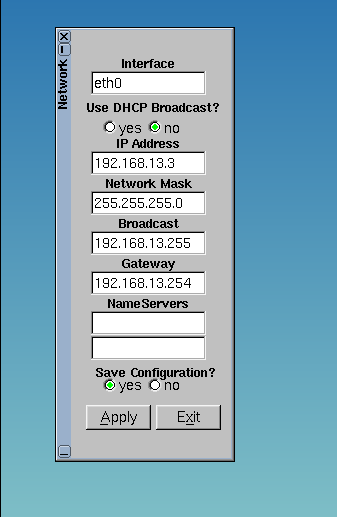 Network
Interface
eth0
Use DHCP Broadcast?
yes no
IP Address
192.168.13.3
Network Mask
255.255.255.0
Broadcast
192.168.13.255
Gateway
192.168.13.254
NameServers
Save Configuration?
yes no
Apply Exit